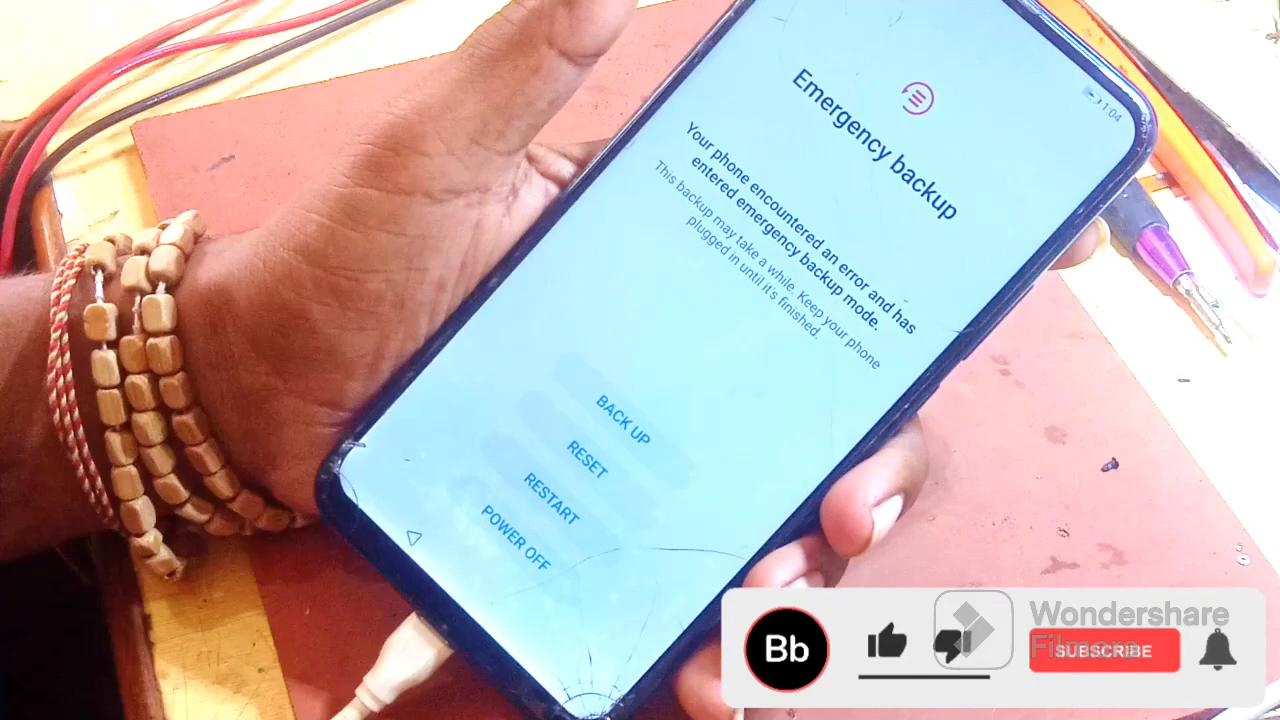 1:04
Emergency backup
Your phone encountered an error and has
entered emergency backup mode.
This backup may take a while. Keep your phone
plugged in until it's finished.
BACK UP
RESET
RESTART
POWER OFF
Bb
Wondershare
Filmora
SUBSCRIBE